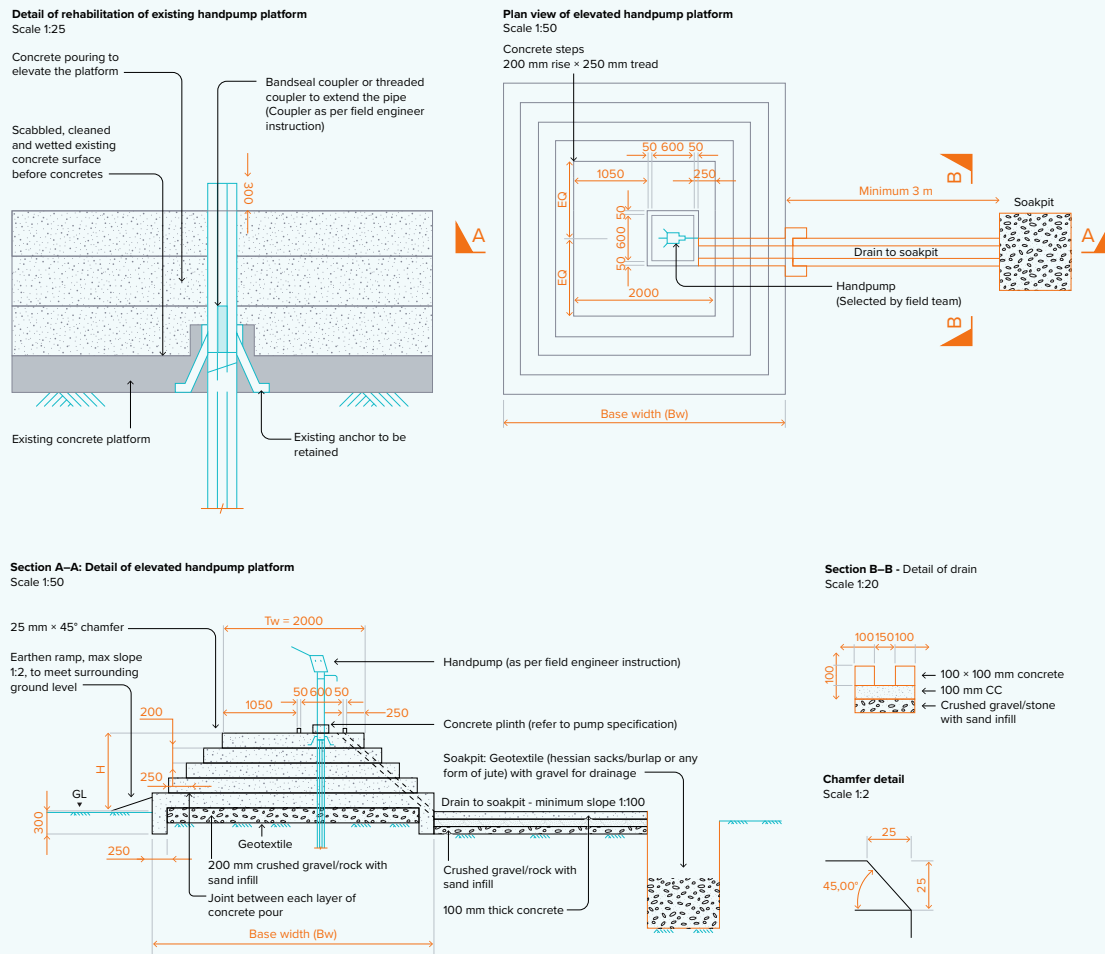 Detail of rehabilitation of existing handpump platform
Scale 1:25
Concrete pouring to
elevate the platform
Bandseal coupler or threaded
coupler to extend the pipe
(Coupler as per field engineer
instruction)
Scabbled, cleaned
and wetted existing
concrete surface
before concretes
300
Existing concrete platform
Existing anchor to be
retained
Plan view of elevated handpump platform
Scale 1:50
Concrete steps
200 mm rise × 250 mm tread
50 600 50
1050
250
EQ
EQ
50
600
50
2000
A
B
Minimum 3 m
Soakpit
A
Drain to soakpit
Handpump
(Selected by field team)
B
Base width (Bw)
Section A–A: Detail of elevated handpump platform
Scale 1:50
25 mm × 45° chamfer
Tw = 2000
Earthen ramp, max slope
1:2, to meet surrounding
ground level
Handpump (as per field engineer instruction)
50 600 50
1050
250
200
Concrete plinth (refer to pump specification)
H
250
Soakpit: Geotextile (hessian sacks/burlap or any
form of jute) with gravel for drainage
GL
Drain to soakpit - minimum slope 1:100
300
250
Geotextile
200 mm crushed gravel/rock with
sand infill
Joint between each layer of
concrete pour
Crushed gravel/rock with
sand infill
100 mm thick concrete
Base width (Bw)
Section B–B - Detail of drain
Scale 1:20
100 150 100
100
100 × 100 mm concrete
100 mm CC
Crushed gravel/stone
with sand infill
Chamfer detail
Scale 1:2
25
45,00°
25